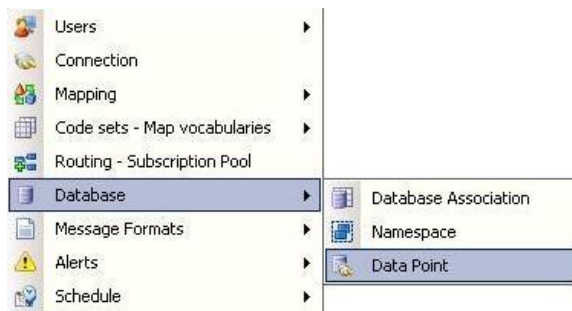 Users
Connection
Mapping
Code sets - Map vocabularies
Routing - Subscription Pool
Database
Message Formats
Alerts
Schedule
Database Association
Namespace
Data Point